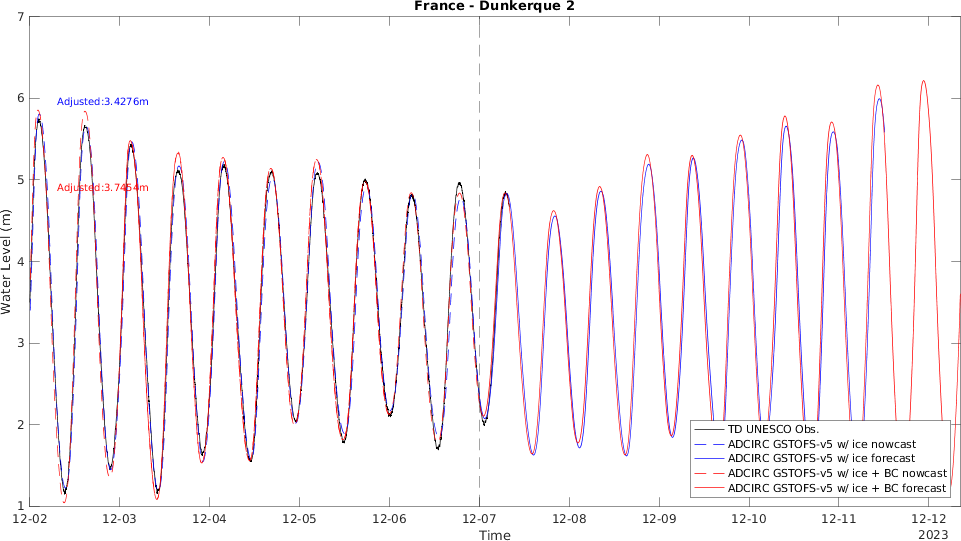 France - Dunkerque 2
7
6
5
4
3
2
1
Water Level (m)
Adjusted:3.4276m
Adjusted:3.7454m
TD UNESCO Obs.
ADCIRC GSTOFS-v5 w/ ice nowcast
ADCIRC GSTOFS-v5 w/ ice forecast
ADCIRC GSTOFS-v5 w/ ice + BC nowcast
ADCIRC GSTOFS-v5 w/ ice + BC forecast
12-02 12-03 12-04 12-05 12-06 12-07 12-08 12-09 12-10 12-11 12-12
Time
2023